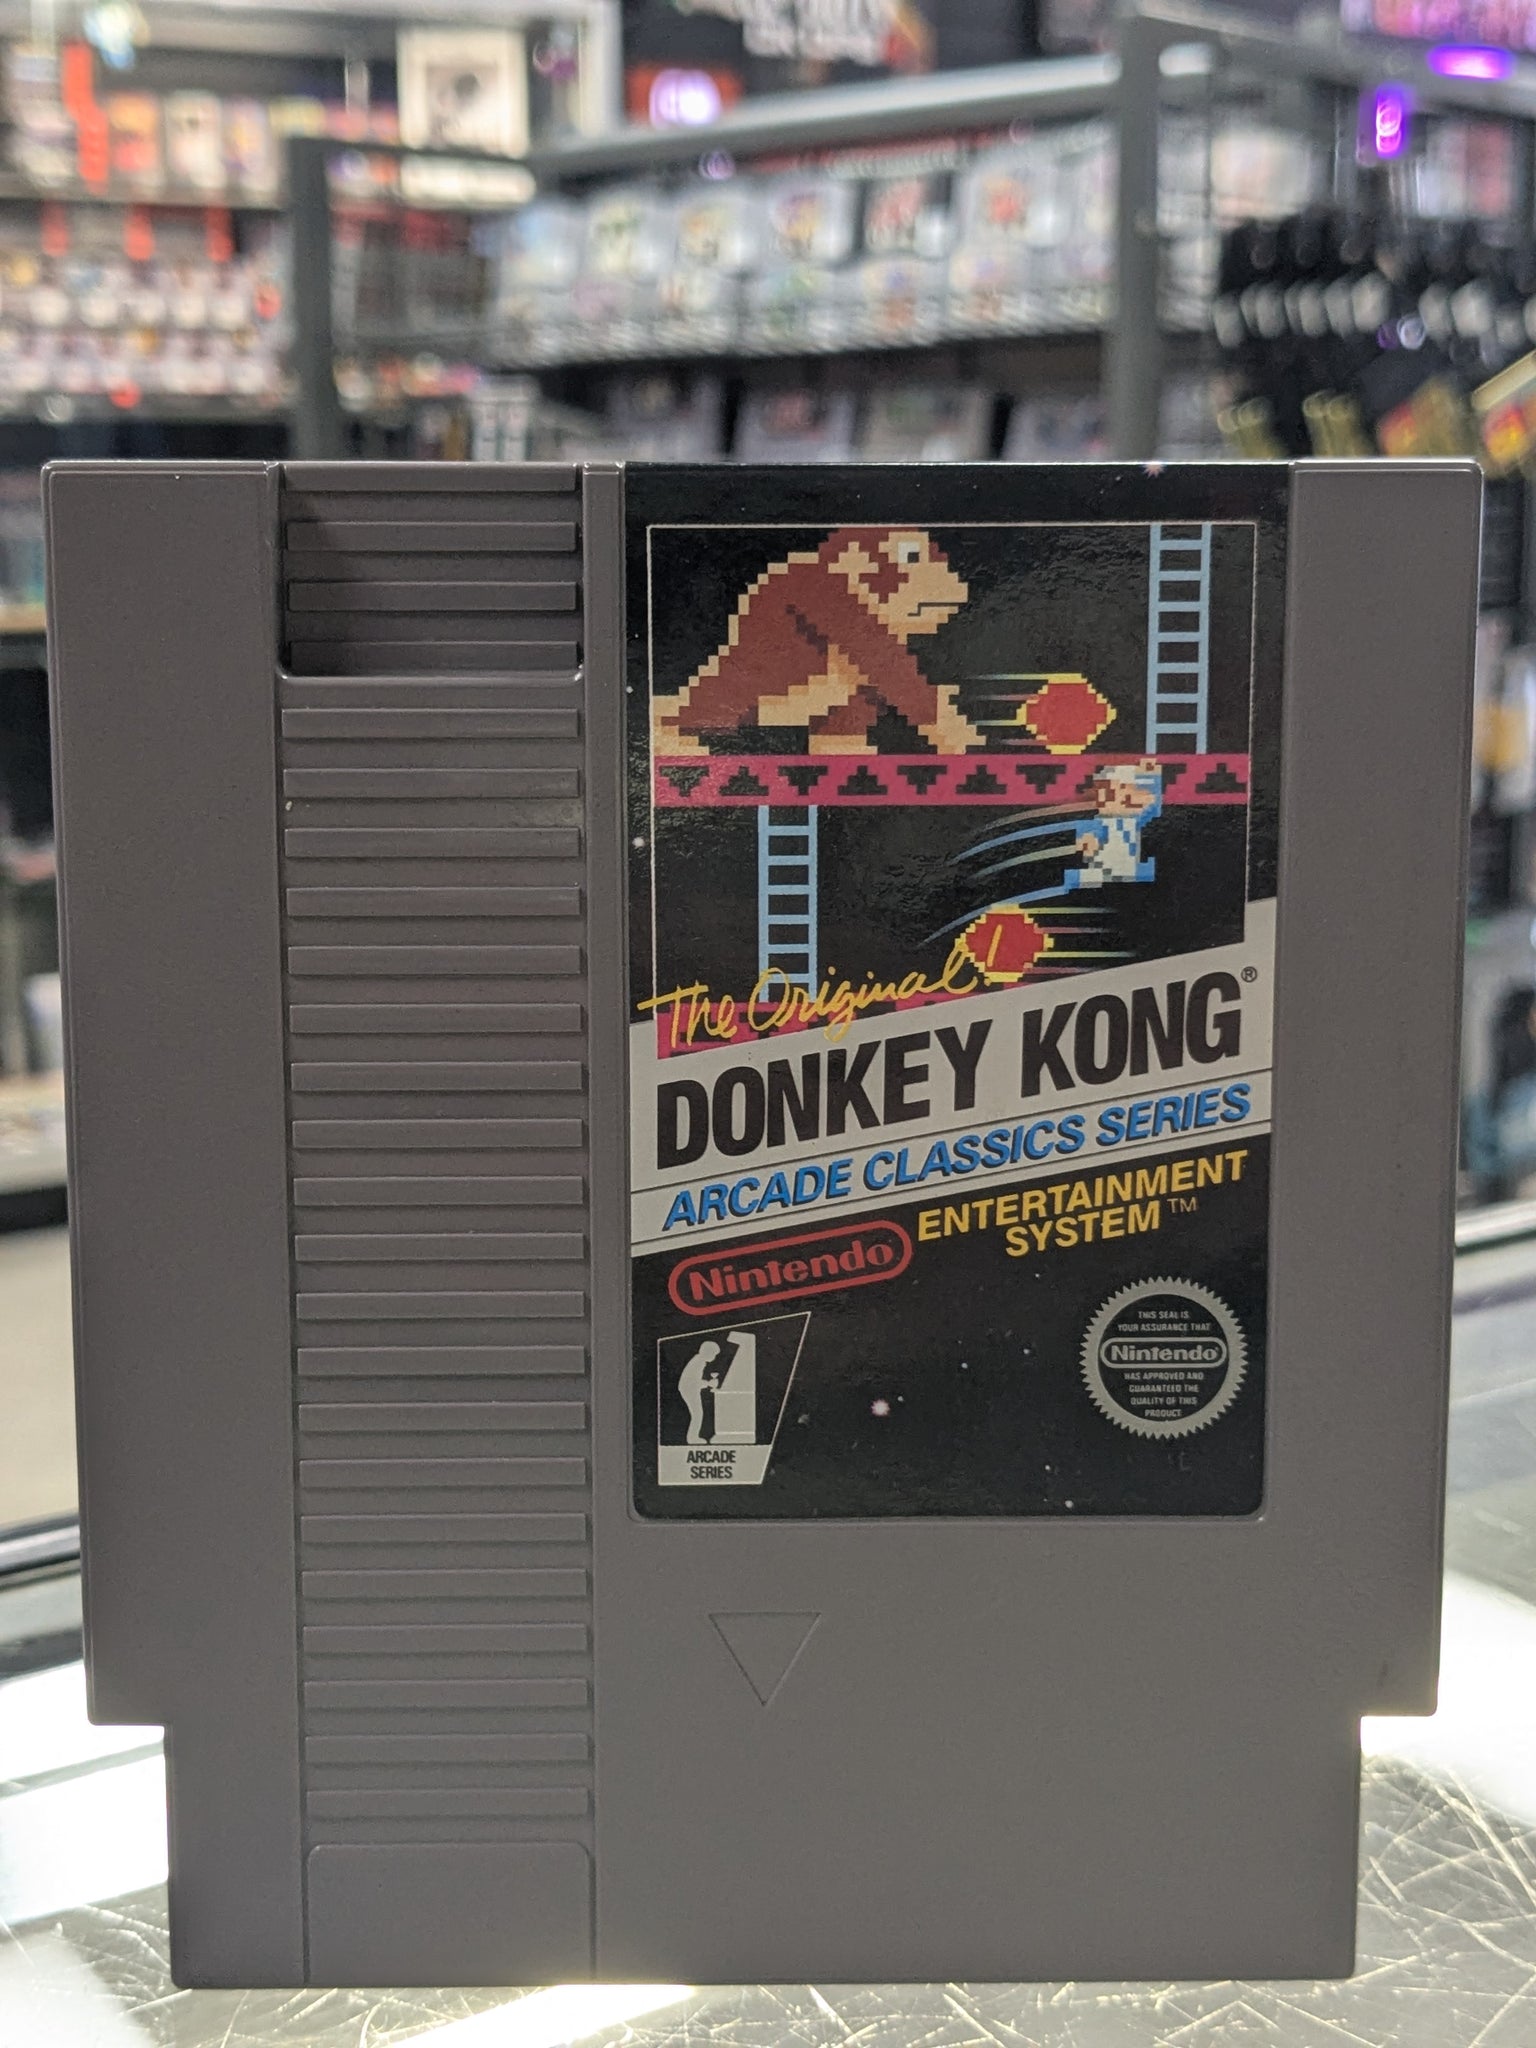 The Original!
DONKEY KONG®
ARCADE CLASSICS SERIES
Nintendo
ENTERTAINMENT
SYSTEM™
ARCADE
SERIES
THIS SEAL IS
YOUR ASSURANCE THAT
Nintendo®
HAS APPROVED AND
GUARANTEED THE
QUALITY OF THIS
PRODUCT